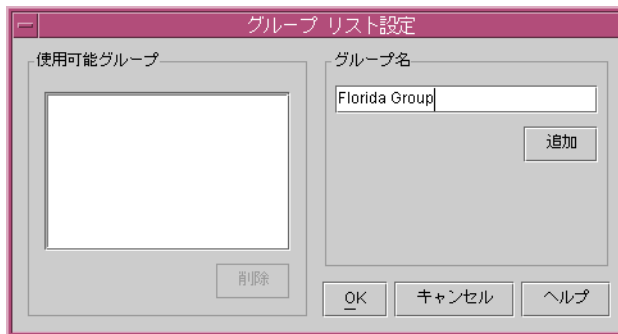 グループ リスト設定
使用可能グループ
削除
グループ名
Florida Group
追加
OK
キャンセル
ヘルプ